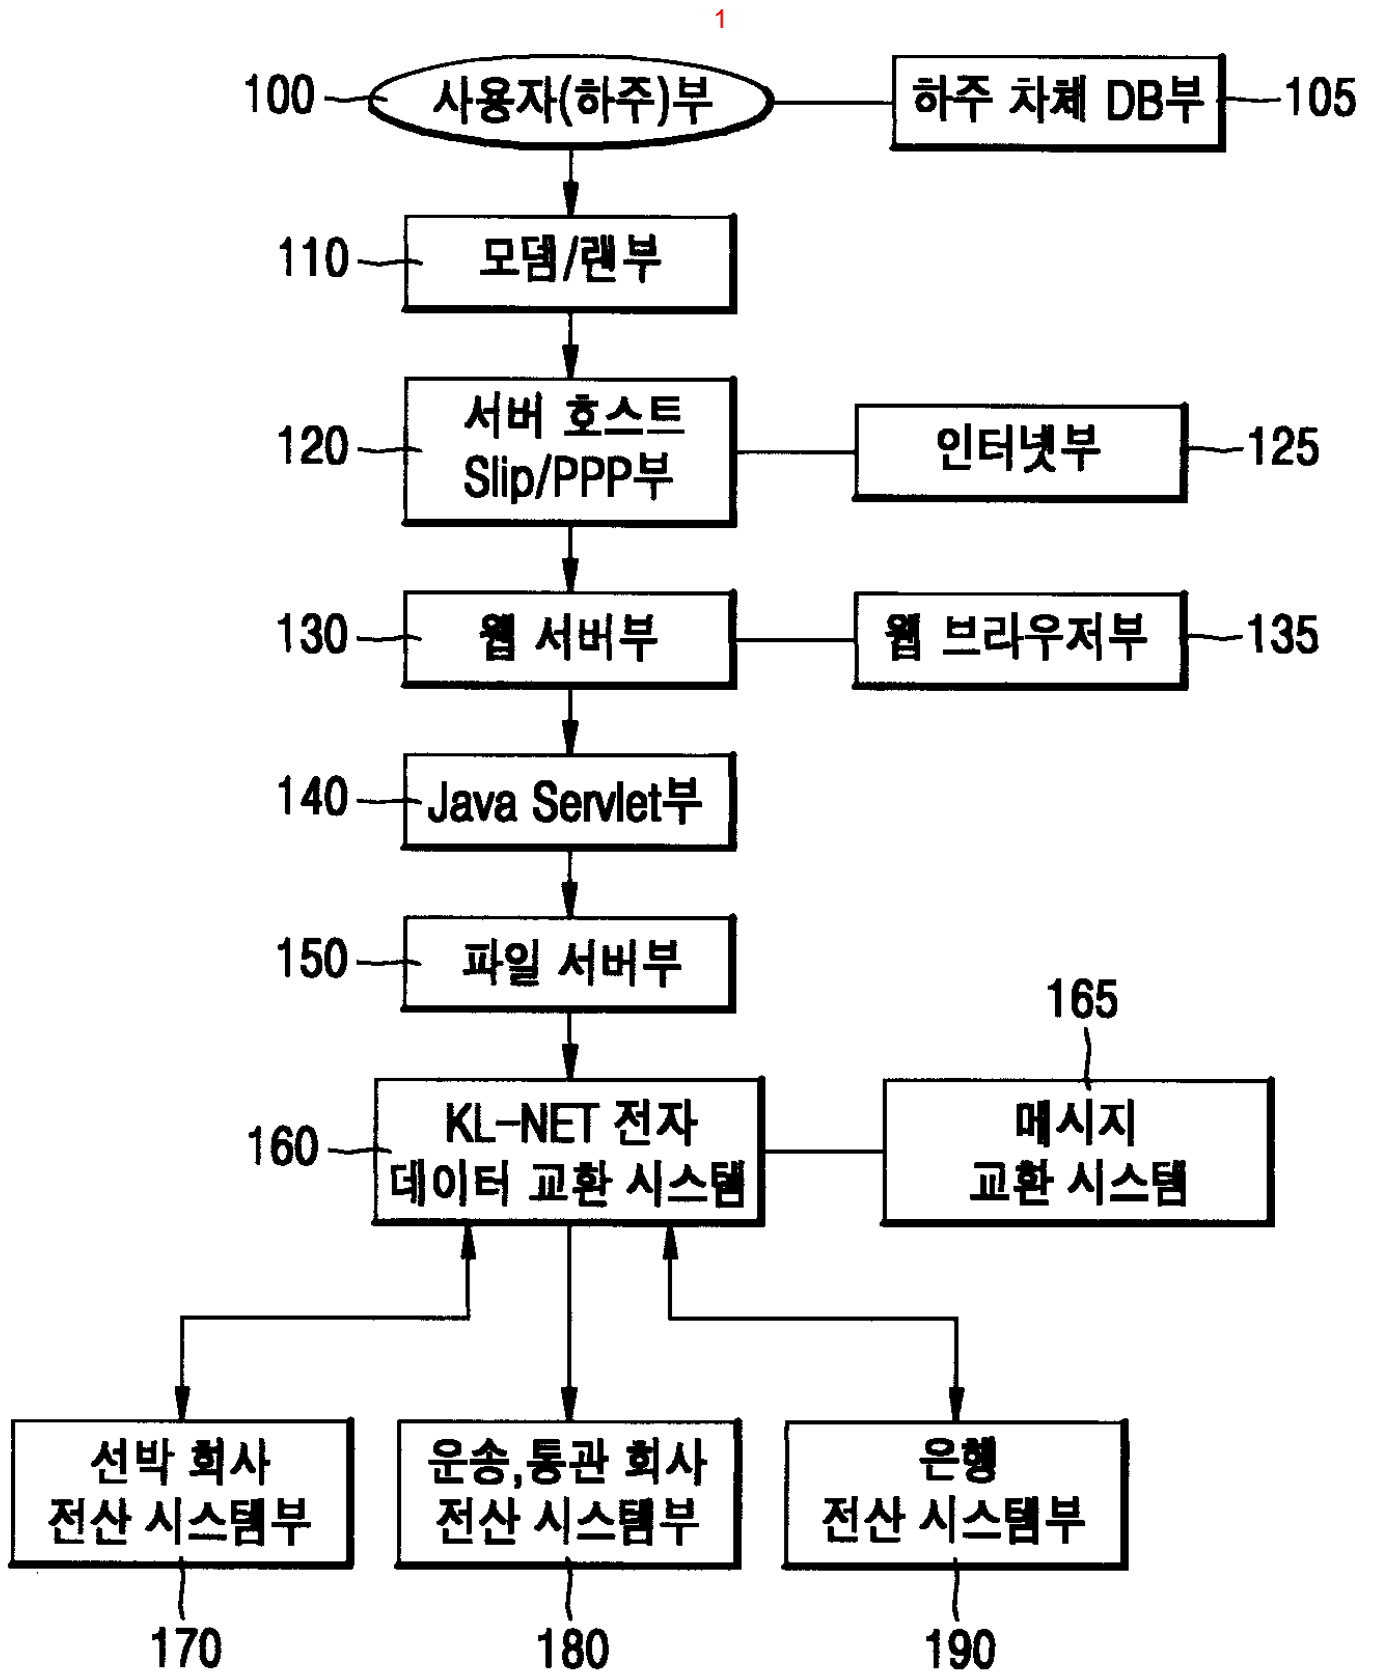 1
100
사용자(하주)부
하주 차체 DB부
105
110
모뎀/랜부
120
서버 호스트
Slip/PPP부
인터넷부
125
130
웹 서버부
웹 브라우저부
135
140
Java Servlet부
150
파일 서버부
165
160
KL-NET 전자
데이터 교환 시스템
메시지
교환 시스템
선박 회사
전산 시스템부
운송,통관 회사
전산 시스템부
은행
전산 시스템부
170
180
190